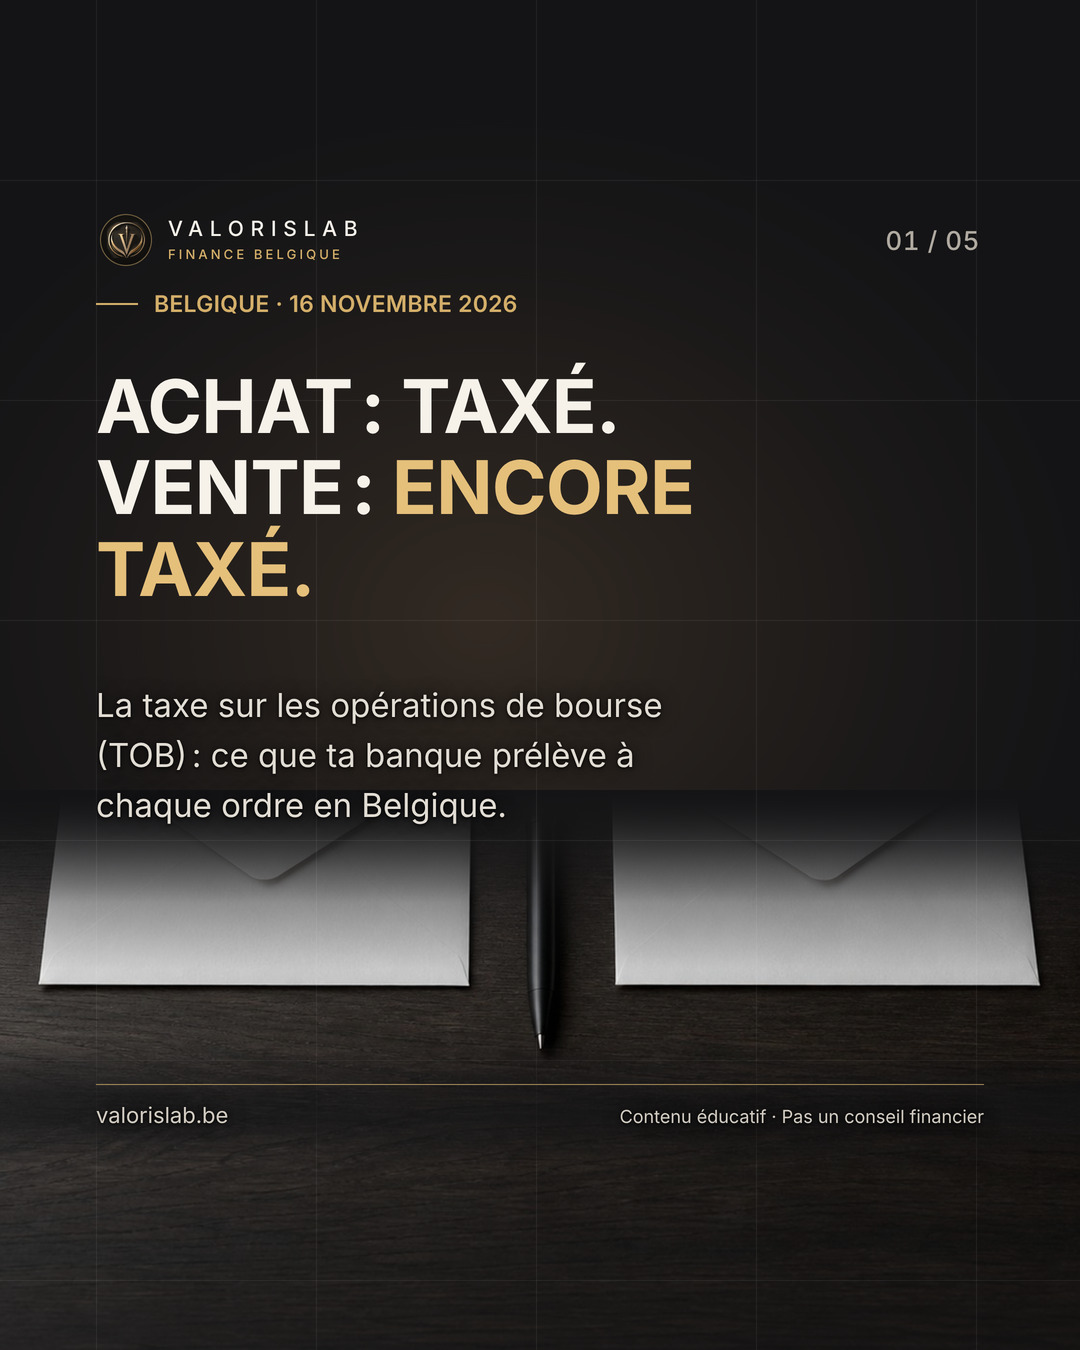 VALORISLAB
FINANCE BELGIQUE
01 / 05
BELGIQUE · 16 NOVEMBRE 2026
ACHAT : TAXÉ.
VENTE : ENCORE
TAXÉ.
La taxe sur les opérations de bourse
(TOB) : ce que ta banque prélève à
chaque ordre en Belgique.
valorislab.be
Contenu éducatif · Pas un conseil financier